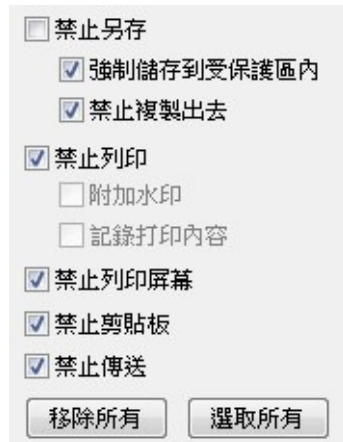 禁止另存
強制儲存到受保護區內
禁止複製出去
禁止列印
附加水印
記錄打印内容
禁止列印屏幕
禁止剪貼板
禁止傳送
移除所有 選取所有